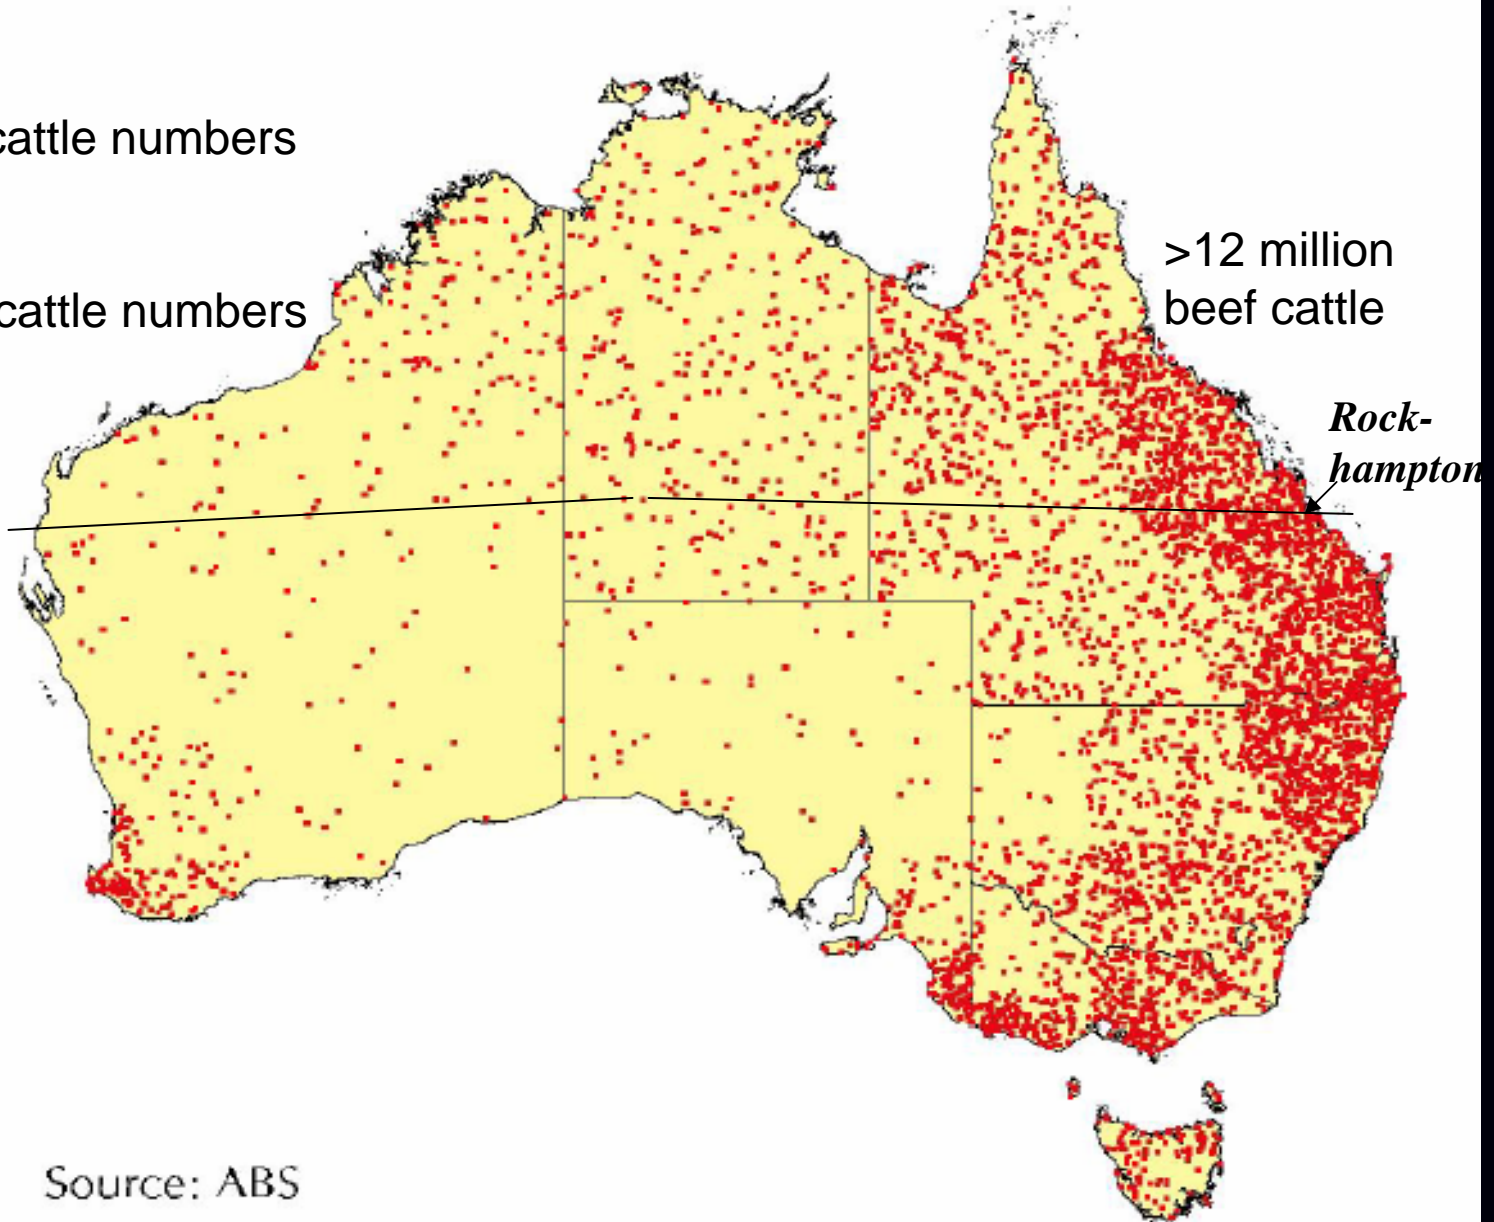 cattle numbers
cattle numbers
>12 million
beef cattle
Rock-
hampton
Source: ABS